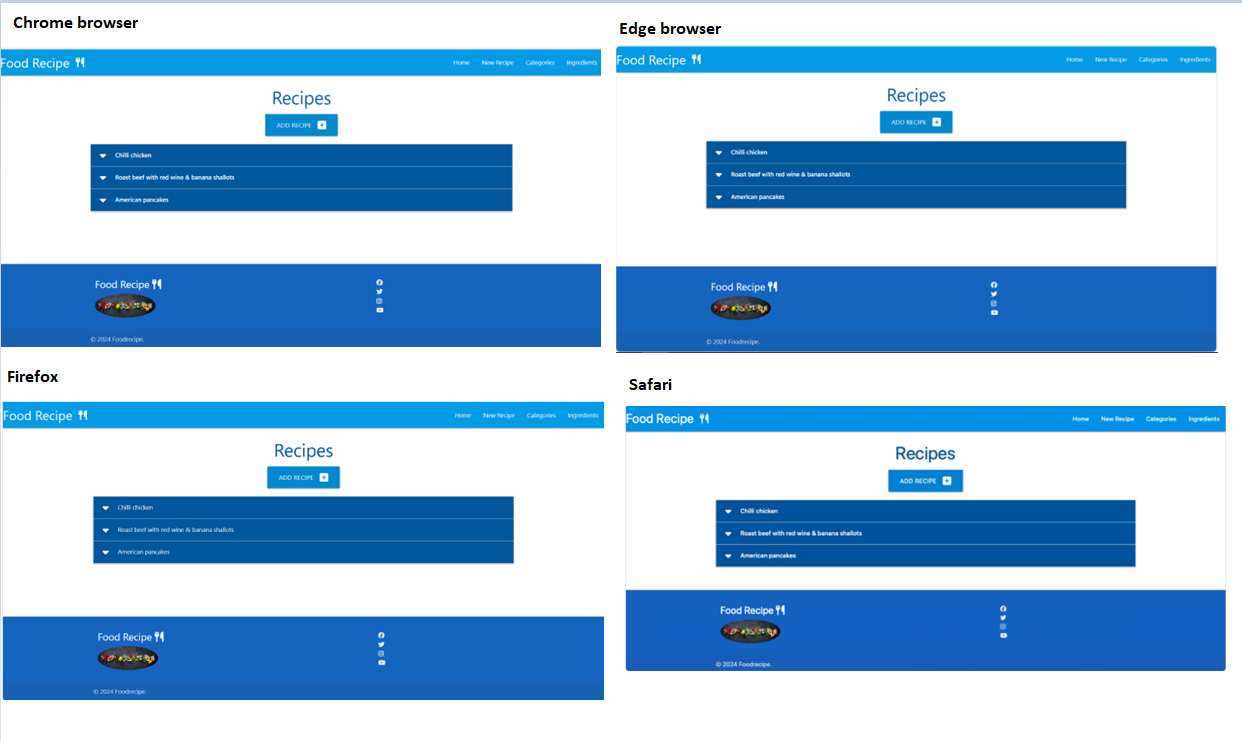 Chrome browser
Food Recipe
Home New Recipe Categories Ingredients
Recipes
ADD RECIPE
Chilli chicken
Roast beef with red wine & banana shallots
American pancakes
Food Recipe
© 2024 Foodrecipe.
Edge browser
Food Recipe
Home New Recipe Categories Ingredients
Recipes
ADD RECIPE
Chilli chicken
Roast beef with red wine & banana shallots
American pancakes
Food Recipe
© 2024 Foodrecipe.
Firefox
Food Recipe
Home New Recipe Categories Ingredients
Recipes
ADD RECIPE
Chilli chicken
Roast beef with red wine & banana shallots
American pancakes
Food Recipe
© 2024 Foodrecipe.
Safari
Food Recipe
Home New Recipe Categories Ingredients
Recipes
ADD RECIPE
Chilli chicken
Roast beef with red wine & banana shallots
American pancakes
Food Recipe
© 2024 Foodrecipe.